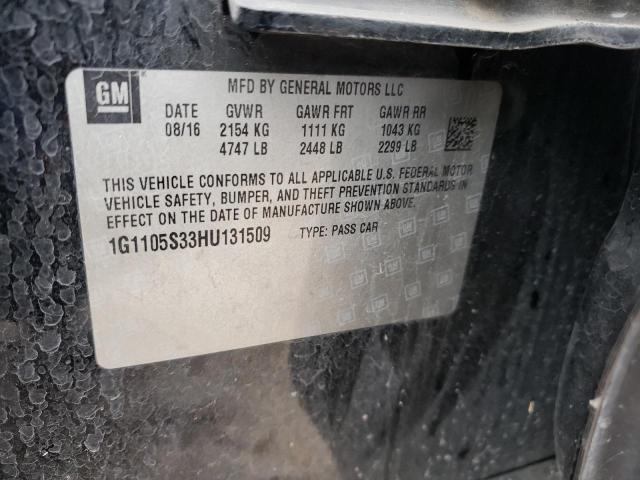 GM
MFD BY GENERAL MOTORS LLC
DATE GVWR GAWR FRT GAWR RR
08/16 2154 KG 1111 KG 1043 KG
4747 LB 2448 LB 2299 LB
THIS VEHICLE CONFORMS TO ALL APPLICABLE U.S. FEDERAL MOTOR
VEHICLE SAFETY, BUMPER, AND THEFT PREVENTION STANDARDS IN
EFFECT ON THE DATE OF MANUFACTURE SHOWN ABOVE.
1G1105S33HU131509 TYPE: PASS CAR